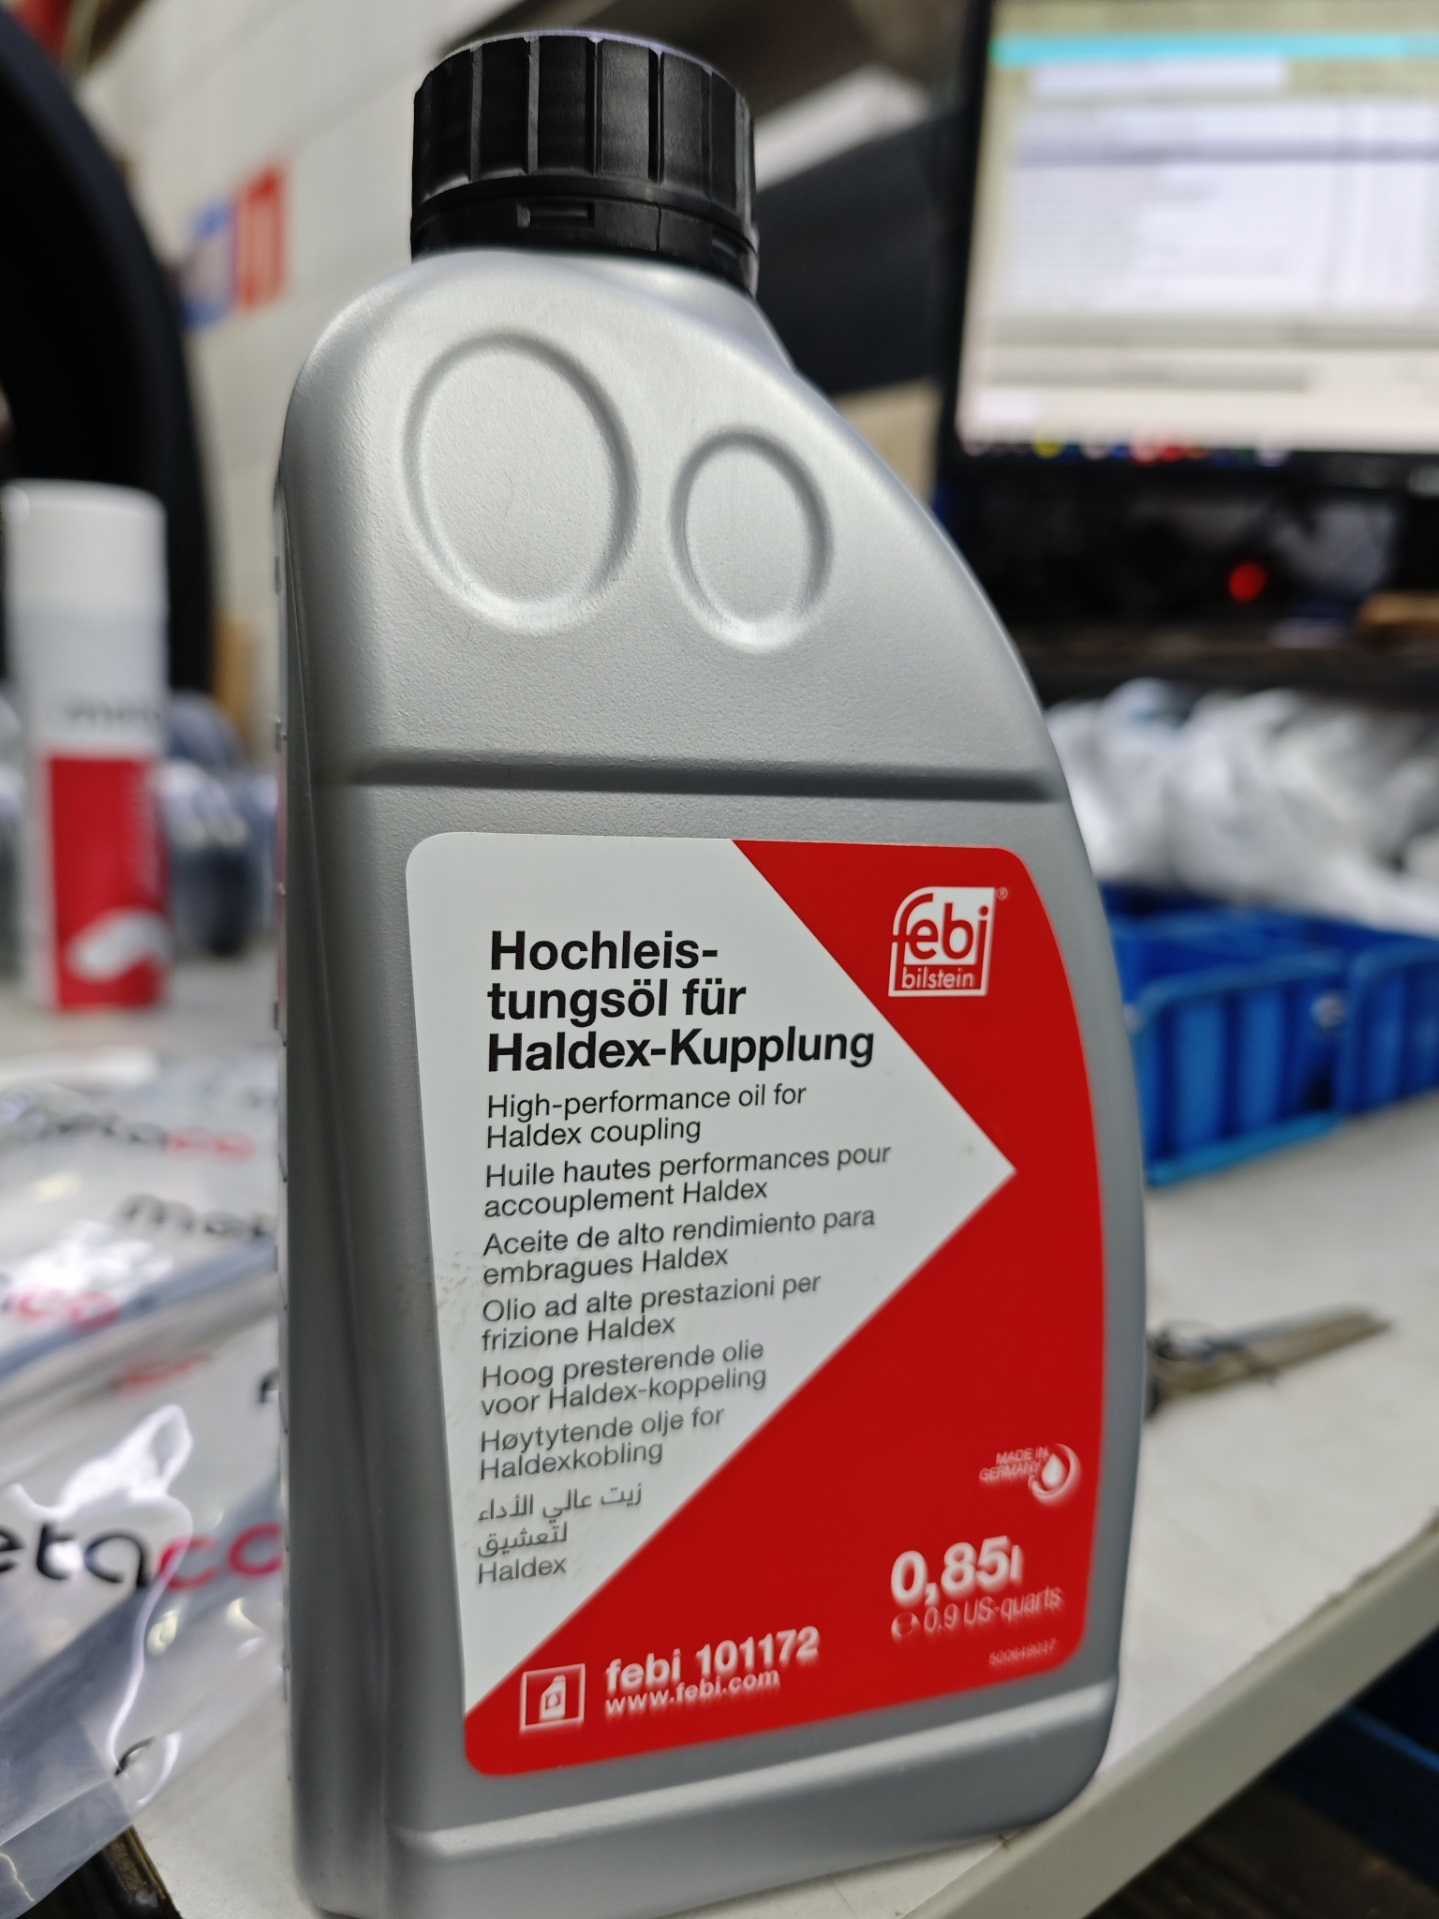 febi®
bilstein
Hochleis-
tungsöl für
Haldex-Kupplung
High-performance oil for
Haldex coupling
Huile hautes performances pour
accouplement Haldex
Aceite de alto rendimiento para
embragues Haldex
Olio ad alte prestazioni per
frizione Haldex
Hoog presterende olie
voor Haldex-koppeling
Høytytende olje for
Haldexkobling
زيت عالي الأداء
لتعشيق
Haldex
MADE IN
GERMANY
0,85l
℮ 0.9 US-quarts
febi 101172
www.febi.com
etaco